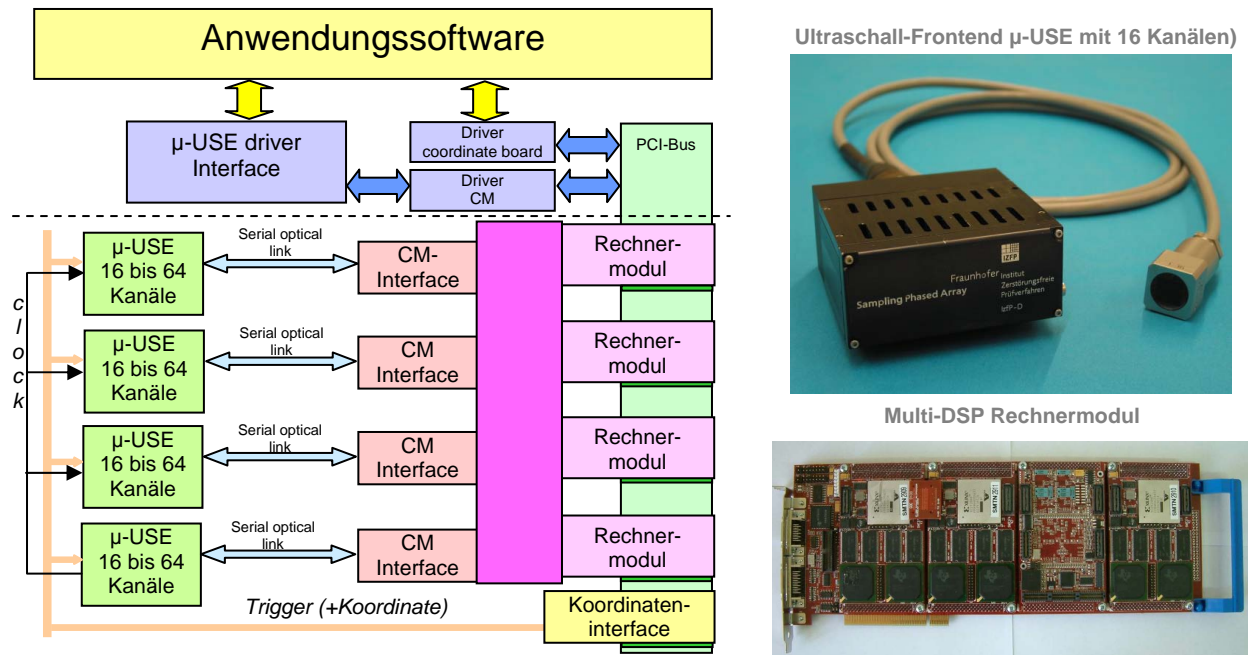 Anwendungssoftware
µ-USE driver
Interface
Driver
coordinate board
Driver
CM
PCI-Bus
µ-USE
16 bis 64
Kanäle
Serial optical
link
CM-
Interface
Rechner-
modul
µ-USE
16 bis 64
Kanäle
Serial optical
link
CM
Interface
Rechner-
modul
µ-USE
16 bis 64
Kanäle
Serial optical
link
CM
Interface
Rechner-
modul
µ-USE
16 bis 64
Kanäle
Serial optical
link
CM
Interface
Rechner-
modul
clock
Trigger (+Koordinate)
Koordinaten-
interface
Ultraschall-Frontend µ-USE mit 16 Kanälen)
IZFP
Fraunhofer
Institut
Zerstörungsfreie
Prüfverfahren
IzfP-D
Sampling Phased Array
Multi-DSP Rechnermodul